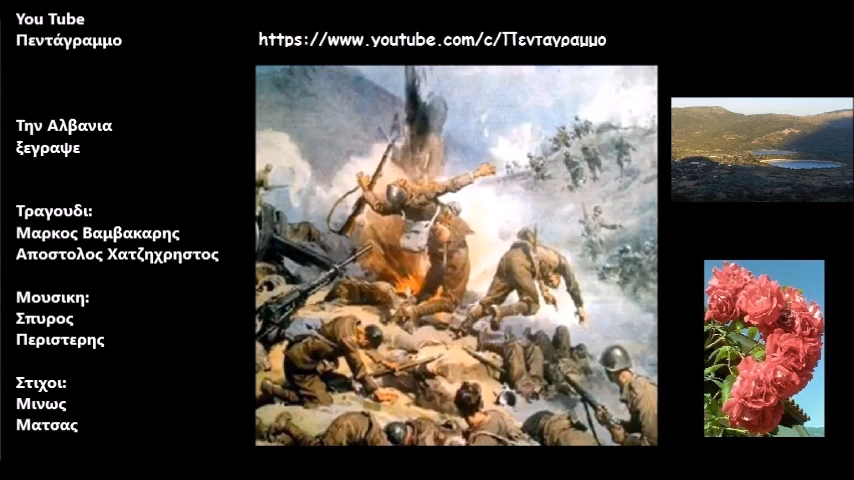 You Tube
Πεντάγραμμο
https://www.youtube.com/c/Πενταγραμμο
Την Αλβανια
ξεγραψε
Τραγουδι:
Μαρκος Βαμβακαρης
Αποστολος Χατζηχρηστος
Μουσικη:
Σπυρος
Περιστερης
Στιχοι:
Μινως
Ματσας